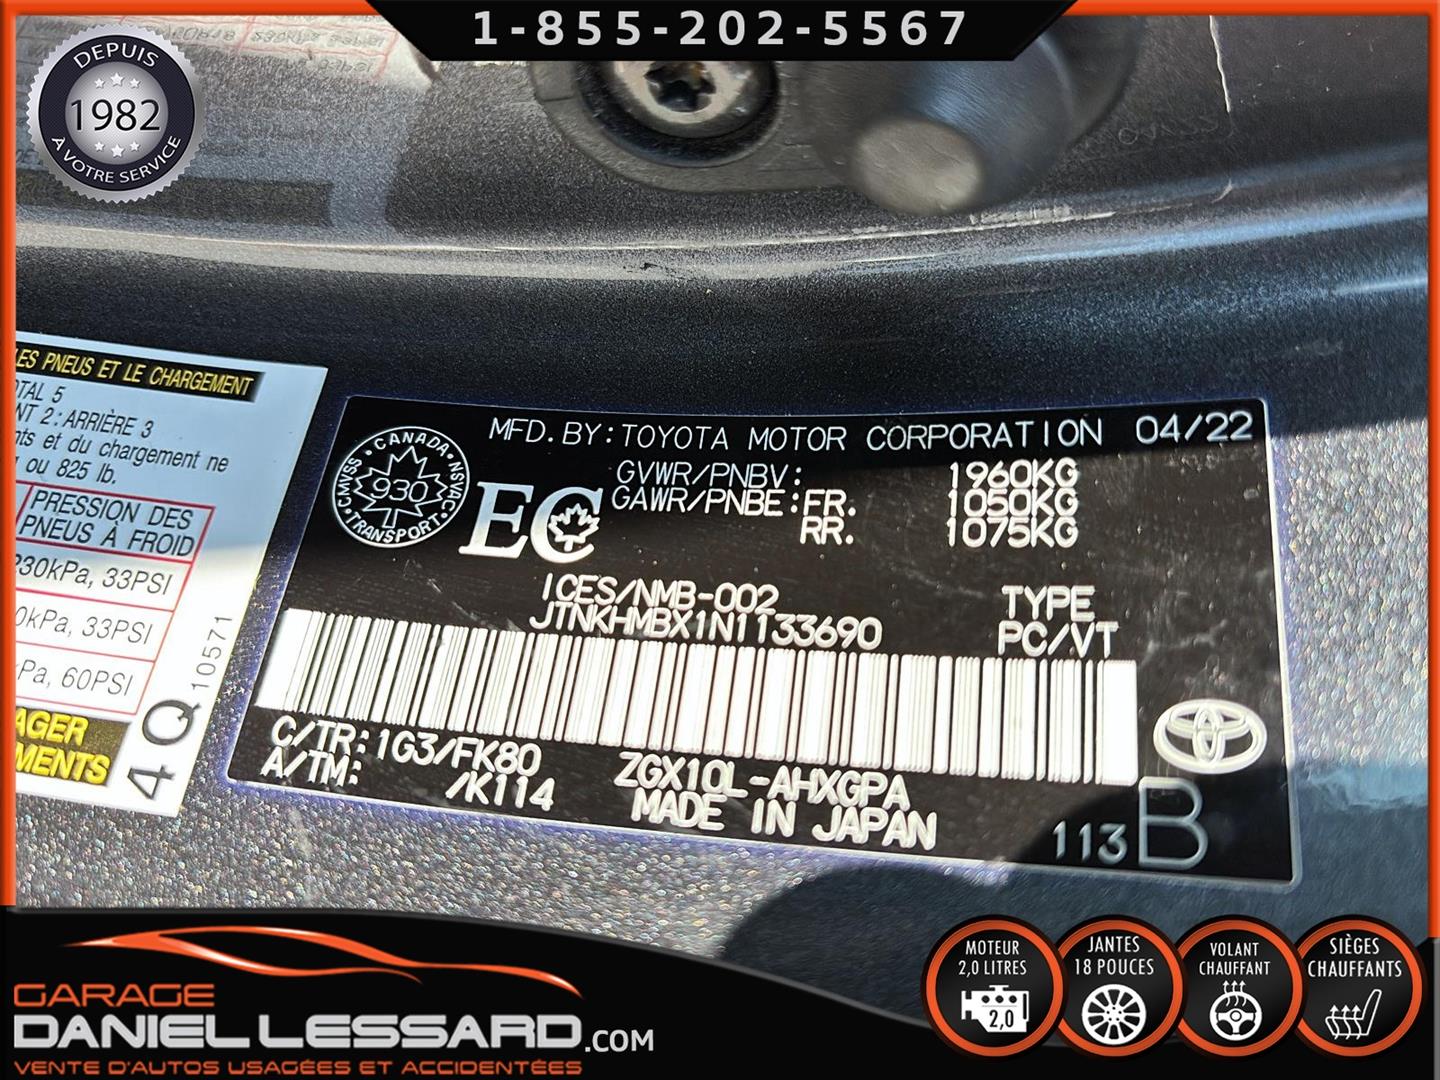 1-855-202-5567
DEPUIS
1982
À VOTRE SERVICE
LES PNEUS ET LE CHARGEMENT
TOTAL 5
NT 2: ARRIÈRE 3
nts et du chargement ne
g ou 825 lb.
PRESSION DES
PNEUS À FROID
230kPa, 33PSI
0kPa, 33PSI
kPa, 60PSI
4Q 10571
MFD.BY:TOYOTA MOTOR CORPORATION 04/22
CANADA
CMVSS NSVAC
930
TRANSPORT
EC
GVWR/PNBV: 1960KG
GAWR/PNBE:FR. 1050KG
RR. 1075KG
ICES/NMB-002
JTNKHMBX1N1133690
TYPE
PC/VT
C/TR:1G3/FK80
A/TM: /K114
ZGX10L-AHXGPA
MADE IN JAPAN
113B
GARAGE
DANIEL LESSARD.COM
VENTE D'AUTOS USAGÉES ET ACCIDENTÉES
MOTEUR
2,0 LITRES
2,0
JANTES
18 POUCES
VOLANT
CHAUFFANT
SIÈGES
CHAUFFANTS